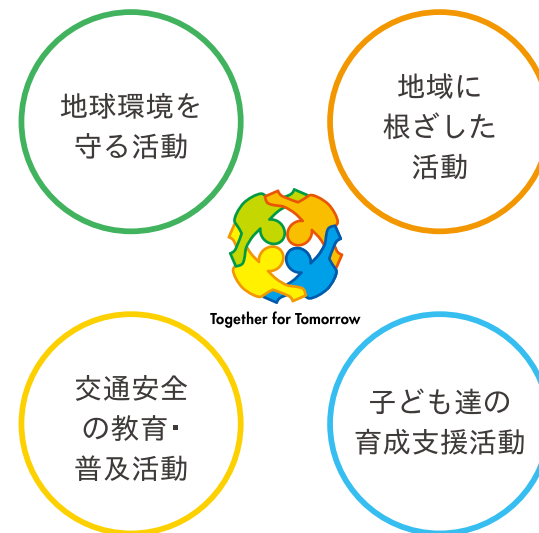 地球環境を
守る活動
地域に
根ざした
活動
Together for Tomorrow
交通安全
の教育・
普及活動
子ども達の
育成支援活動